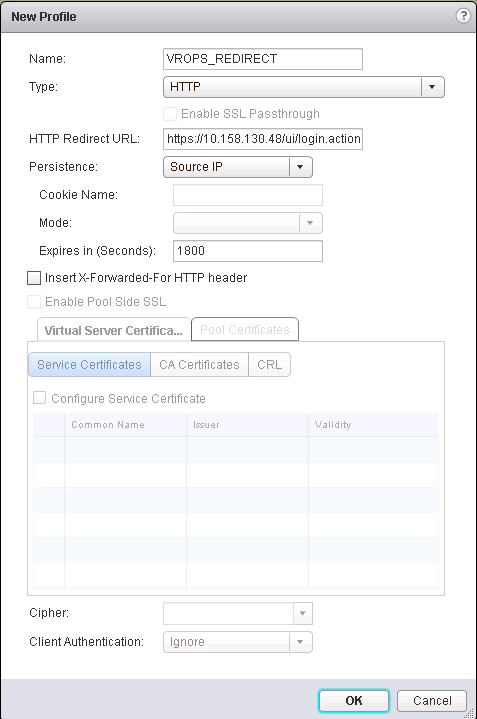 New Profile ?
Name: VROPS_REDIRECT
Type: HTTP
Enable SSL Passthrough
HTTP Redirect URL: https://10.158.130.48/ui/login.action
Persistence: Source IP
Cookie Name:
Mode:
Expires in (Seconds): 1800
Insert X-Forwarded-For HTTP header
Enable Pool Side SSL
Virtual Server Certifica... Pool Certificates
Service Certificates CA Certificates CRL
Configure Service Certificate
Common Name Issuer Validity
Cipher:
Client Authentication: Ignore
OK Cancel